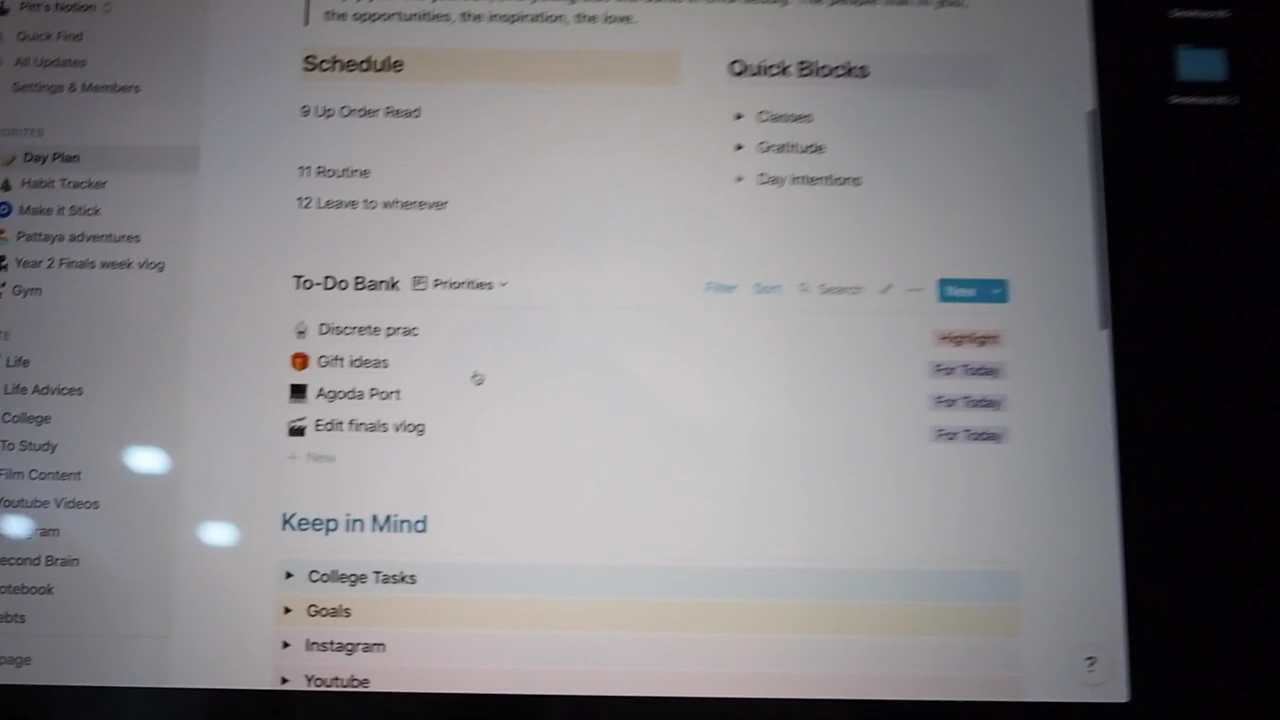 Pitt's Notion
Quick Find
All Updates
Settings & Members
Day Plan
Habit Tracker
Make it Stick
Pattaya adventures
Year 2 Finals week vlog
Gym
Life
Life Advices
College
To Study
Film Content
Youtube Videos
ram
econd Brain
otebook
ebts
page
the opportunities, the inspiration, the love.
Schedule
9 Up Order Read
11 Routine
12 Leave to wherever
Quick Blocks
Classes
Gratitude
Day intentions
To-Do Bank Priorities
Filter Sort Search New
Discrete prac Highlight
Gift ideas For Today
Agoda Port For Today
Edit finals vlog For Today
+ New
Keep in Mind
College Tasks
Goals
Instagram
Youtube
?